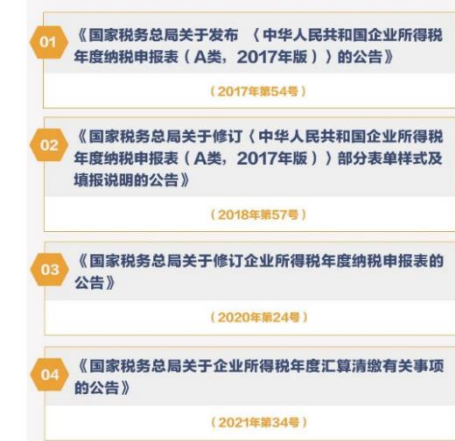 01
《国家税务总局关于发布 〈中华人民共和国企业所得税
年度纳税申报表（A类，2017年版）〉的公告》
（2017年第54号）
02
《国家税务总局关于修订〈中华人民共和国企业所得税
年度纳税申报表（A类，2017年版）〉部分表单样式及
填报说明的公告》
（2018年第57号）
03
《国家税务总局关于修订企业所得税年度纳税申报表的
公告》
（2020年第24号）
04
《国家税务总局关于企业所得税年度汇算清缴有关事项
的公告》
（2021年第34号）